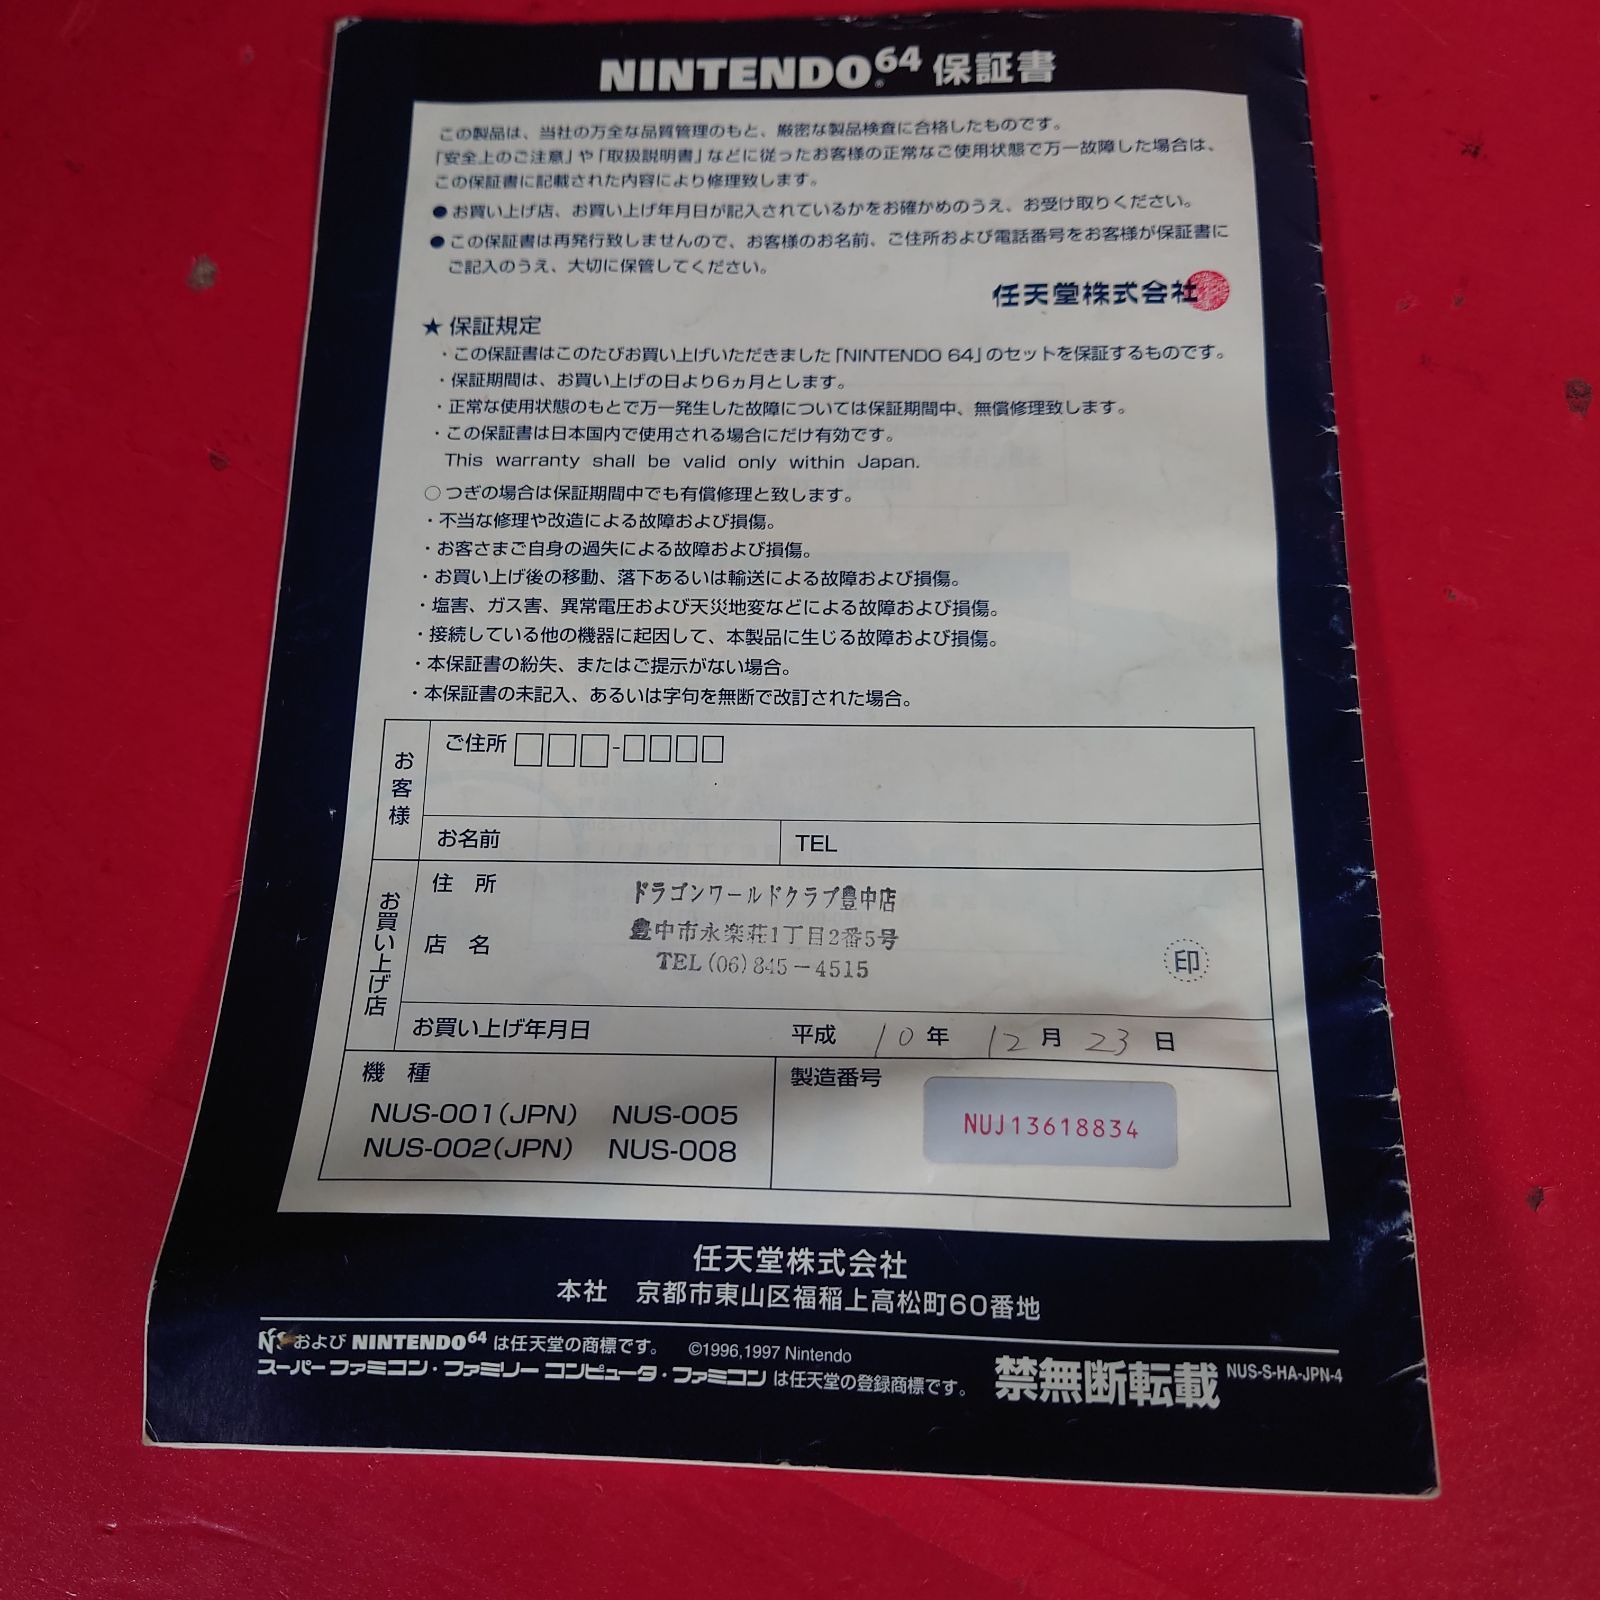 NINTENDO64 保証書
この製品は、当社の万全な品質管理のもと、厳密な製品検査に合格したものです。
「安全上のご注意」や「取扱説明書」などに従ったお客様の正常なご使用状態で万一故障した場合は、
この保証書に記載された内容により修理致します。
●お買い上げ店、お買い上げ年月日が記入されているかをお確かめのうえ、お受け取りください。
●この保証書は再発行致しませんので、お客様のお名前、ご住所および電話番号をお客様が保証書に
ご記入のうえ、大切に保管してください。
任天堂株式会社
★保証規定
・この保証書はこのたびお買い上げいただきました「NINTENDO 64」のセットを保証するものです。
・保証期間は、お買い上げの日より6ヵ月とします。
・正常な使用状態のもとで万一発生した故障については保証期間中、無償修理致します。
・この保証書は日本国内で使用される場合にだけ有効です。
This warranty shall be valid only within Japan.
○つぎの場合は保証期間中でも有償修理と致します。
・不当な修理や改造による故障および損傷。
・お客さまご自身の過失による故障および損傷。
・お買い上げ後の移動、落下あるいは輸送による故障および損傷。
・塩害、ガス害、異常電圧および天災地変などによる故障および損傷。
・接続している他の機器に起因して、本製品に生じる故障および損傷。
・本保証書の紛失、またはご提示がない場合。
・本保証書の未記入、あるいは字句を無断で改訂された場合。
お客様
ご住所 □□□-□□□□
お名前 TEL
お買い上げ店
住所 ドラゴンワールドクラブ豊中店
店名 豊中市永楽荘1丁目2番5号
TEL(06)845-4515
印
お買い上げ年月日 平成 10年 12月 23日
機種
NUS-001(JPN) NUS-005
NUS-002(JPN) NUS-008
製造番号
NUJ13618834
任天堂株式会社
本社 京都市東山区福稲上高松町60番地
および NINTENDO64 は任天堂の商標です。 ©1996,1997 Nintendo
スーパーファミコン・ファミリーコンピュータ・ファミコン は任天堂の登録商標です。
禁無断転載 NUS-S-HA-JPN-4